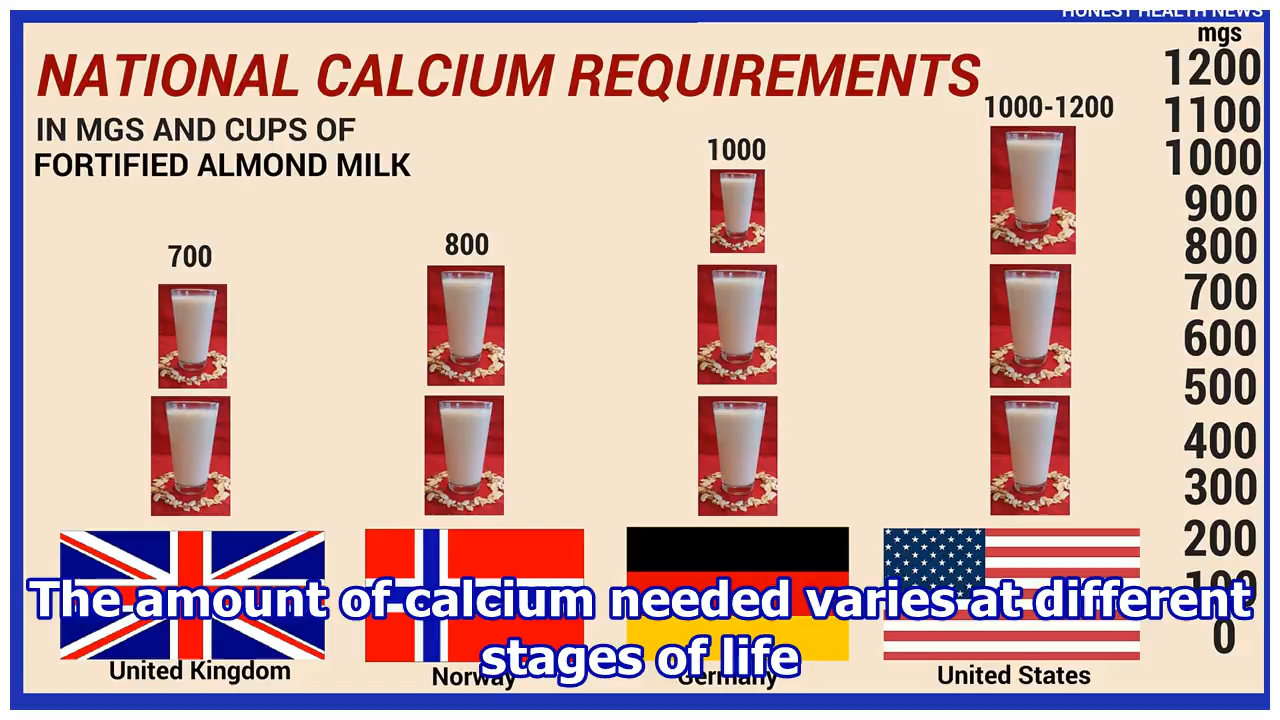 HONEST HEALTH NEWS
mgs
NATIONAL CALCIUM REQUIREMENTS
IN MGS AND CUPS OF
FORTIFIED ALMOND MILK
700
800
1000
1000-1200
1200
1100
1000
900
800
700
600
500
400
300
200
100
0
United Kingdom
Norway
Germany
United States
The amount of calcium needed varies at different
stages of life